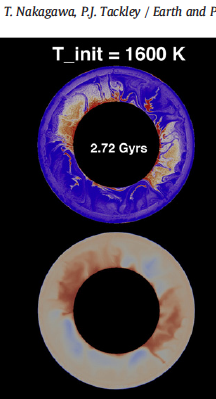 T. Nakagawa, P.J. Tackley / Earth and P
T_init = 1600 K
2.72 Gyrs